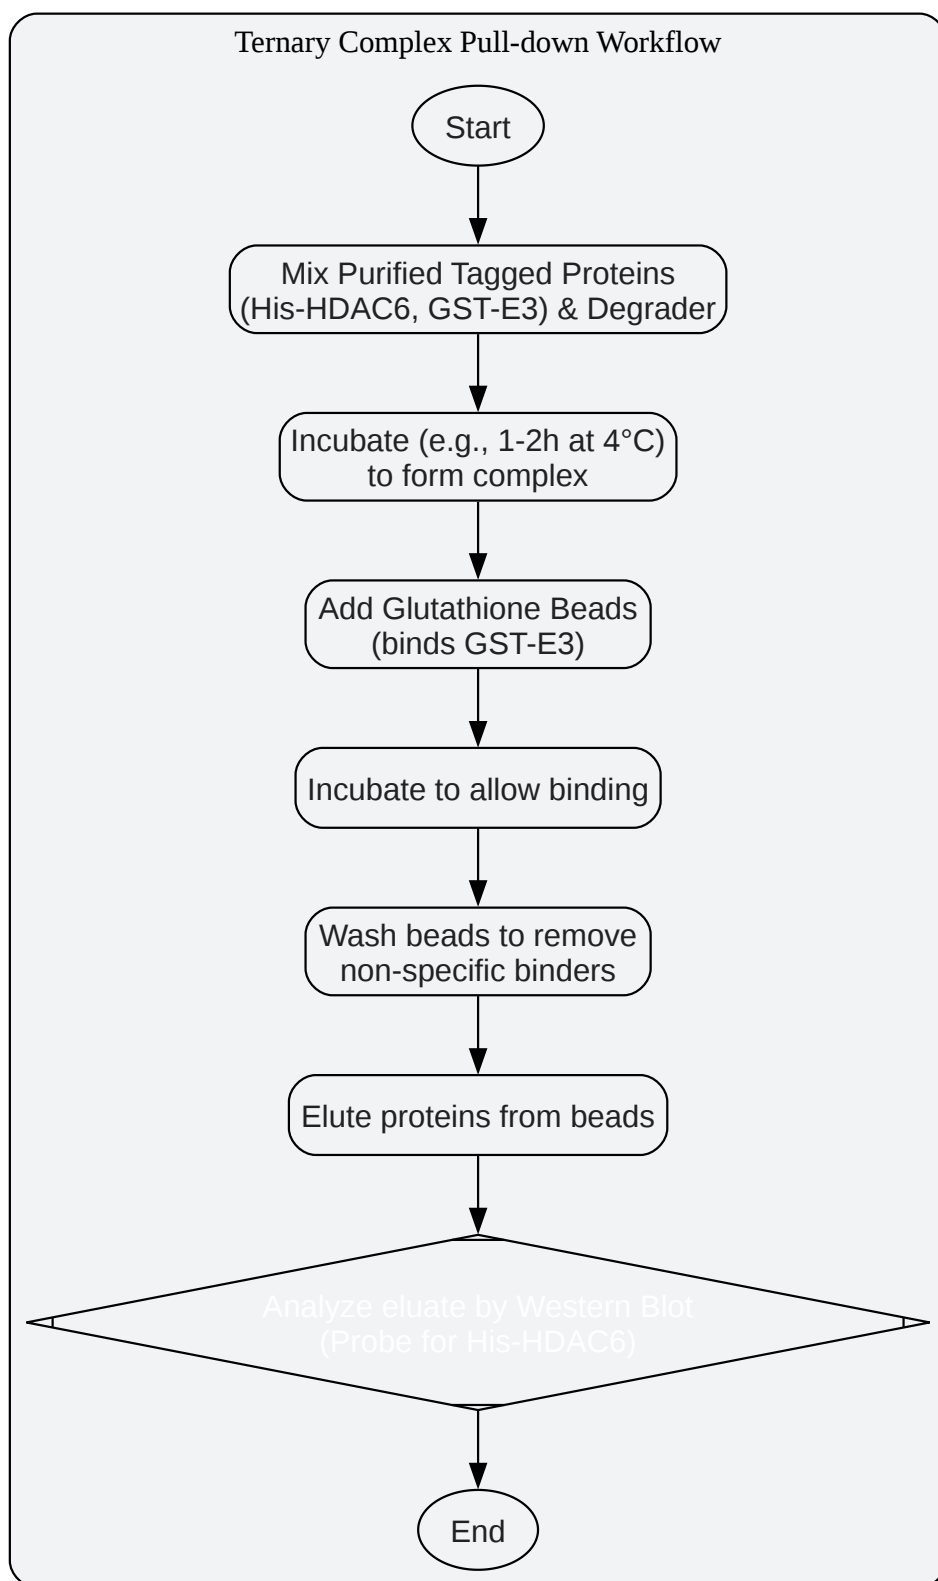 Ternary Complex Pull-down Workflow
Start
Mix Purified Tagged Proteins
(His-HDAC6, GST-E3) & Degrader
Incubate (e.g., 1-2h at 4°C)
to form complex
Add Glutathione Beads
(binds GST-E3)
Incubate to allow binding
Wash beads to remove
non-specific binders
Elute proteins from beads
Analyze eluate by Western Blot
(Probe for His-HDAC6)
End